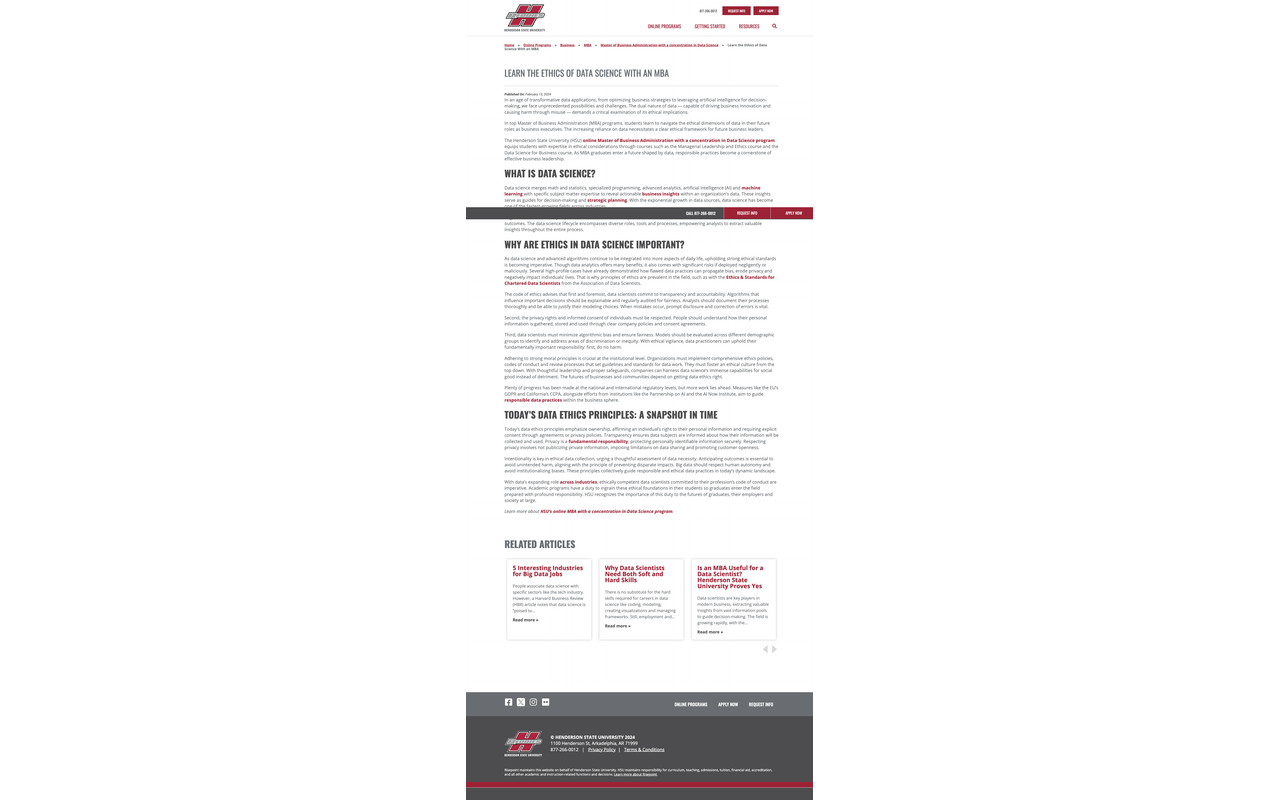 HENDERSON STATE UNIVERSITY
877-266-0012
REQUEST INFO
APPLY NOW
ONLINE PROGRAMS
GETTING STARTED
RESOURCES
Home » Online Programs » Business » MBA » Master of Business Administration with a concentration in Data Science » Learn the Ethics of Data
Science With an MBA
LEARN THE ETHICS OF DATA SCIENCE WITH AN MBA
Published On: February 13, 2024
In an age of transformative data applications, from optimizing business strategies to leveraging artificial intelligence for decision-
making, we face unprecedented possibilities and challenges. The dual nature of data — capable of driving business innovation and
causing harm through misuse — demands a critical examination of its ethical implications.
In top Master of Business Administration (MBA) programs, students learn to navigate the ethical dimensions of data in their future
roles as business executives. The increasing reliance on data necessitates a clear ethical framework for future business leaders.
The Henderson State University (HSU) online Master of Business Administration with a concentration in Data Science program
equips students with expertise in ethical considerations through courses such as the Managerial Leadership and Ethics course and the
Data Science for Business course. As MBA graduates enter a future shaped by data, responsible practices become a cornerstone of
effective business leadership.
WHAT IS DATA SCIENCE?
Data science merges math and statistics, specialized programming, advanced analytics, artificial intelligence (AI) and machine
learning with specific subject matter expertise to reveal actionable business insights within an organization's data. These insights
serve as guides for decision-making and strategic planning. With the exponential growth in data sources, data science has become
one of the fastest-growing fields across industries.
CALL 877-266-0012
REQUEST INFO
APPLY NOW
outcomes. The data science lifecycle encompasses diverse roles, tools and processes, empowering analysts to extract valuable
insights throughout the entire process.
WHY ARE ETHICS IN DATA SCIENCE IMPORTANT?
As data science and advanced algorithms continue to be integrated into more aspects of daily life, upholding strong ethical standards
is becoming imperative. Though data analytics offers many benefits, it also comes with significant risks if deployed negligently or
maliciously. Several high-profile cases have already demonstrated how flawed data practices can propagate bias, erode privacy and
negatively impact individuals' lives. That is why principles of ethics are prevalent in the field, such as with the Ethics & Standards for
Chartered Data Scientists from the Association of Data Scientists.
The code of ethics advises that first and foremost, data scientists commit to transparency and accountability. Algorithms that
influence important decisions should be explainable and regularly audited for fairness. Analysts should document their processes
thoroughly and be able to justify their modeling choices. When mistakes occur, prompt disclosure and correction of errors is vital.
Second, the privacy rights and informed consent of individuals must be respected. People should understand how their personal
information is gathered, stored and used through clear company policies and consent agreements.
Third, data scientists must minimize algorithmic bias and ensure fairness. Models should be evaluated across different demographic
groups to identify and address areas of discrimination or inequity. With ethical vigilance, data practitioners can uphold their
fundamentally important responsibility: first, do no harm.
Adhering to strong moral principles is crucial at the institutional level. Organizations must implement comprehensive ethics policies,
codes of conduct and review processes that set guidelines and standards for data work. They must foster an ethical culture from the
top down. With thoughtful leadership and proper safeguards, companies can harness data science's immense capabilities for social
good instead of detriment. The futures of businesses and communities depend on getting data ethics right.
Plenty of progress has been made at the national and international regulatory levels, but more work lies ahead. Measures like the EU's
GDPR and California's CCPA, alongside efforts from institutions like the Partnership on AI and the AI Now Institute, aim to guide
responsible data practices within the business sphere.
TODAY'S DATA ETHICS PRINCIPLES: A SNAPSHOT IN TIME
Today's data ethics principles emphasize ownership, affirming an individual's right to their personal information and requiring explicit
consent through agreements or privacy policies. Transparency ensures data subjects are informed about how their information will be
collected and used. Privacy is a fundamental responsibility, protecting personally identifiable information securely. Respecting
privacy involves not publicizing private information, imposing limitations on data sharing and promoting customer openness.
Intentionality is key in ethical data collection, urging a thoughtful assessment of data necessity. Anticipating outcomes is essential to
avoid unintended harm, aligning with the principle of preventing disparate impacts. Big data should respect human autonomy and
avoid institutionalizing biases. These principles collectively guide responsible and ethical data practices in today's dynamic landscape.
With data's expanding role across industries, ethically competent data scientists committed to their profession's code of conduct are
imperative. Academic programs have a duty to ingrain these ethical foundations in their students so graduates enter the field
prepared with profound responsibility. HSU recognizes the importance of this duty to the futures of graduates, their employers and
society at large.
Learn more about HSU's online MBA with a concentration in Data Science program.
RELATED ARTICLES
5 Interesting Industries
for Big Data Jobs
People associate data science with
specific sectors like the tech industry.
However, a Harvard Business Review
(HBR) article notes that data science is
"poised to...
Read more »
Why Data Scientists
Need Both Soft and
Hard Skills
There is no substitute for the hard
skills required for careers in data
science like coding, modeling,
creating visualizations and managing
frameworks. Still, employment and...
Read more »
Is an MBA Useful for a
Data Scientist?
Henderson State
University Proves Yes
Data scientists are key players in
modern business, extracting valuable
insights from vast information pools
to guide decision-making. The field is
growing rapidly, with the...
Read more »
ONLINE PROGRAMS
APPLY NOW
REQUEST INFO
HENDERSON STATE UNIVERSITY
© HENDERSON STATE UNIVERSITY 2024
1100 Henderson St, Arkadelphia, AR 71999
877-266-0012 | Privacy Policy | Terms & Conditions
Risepoint maintains this website on behalf of Henderson State University. HSU maintains responsibility for curriculum, teaching, admissions, tuition, financial aid, accreditation,
and all other academic and instruction-related functions and decisions. Learn more about Risepoint.